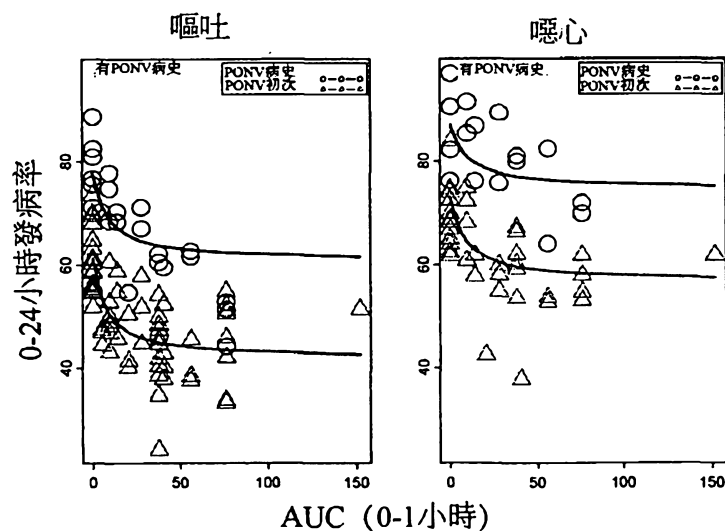 嘔吐
噁心
有PONV病史
PONV病史
PONV初次
有PONV病史
PONV病史
PONV初次
0-24小時發病率
80
60
40
80
60
40
0
50
100
150
0
50
100
150
AUC (0-1小時)